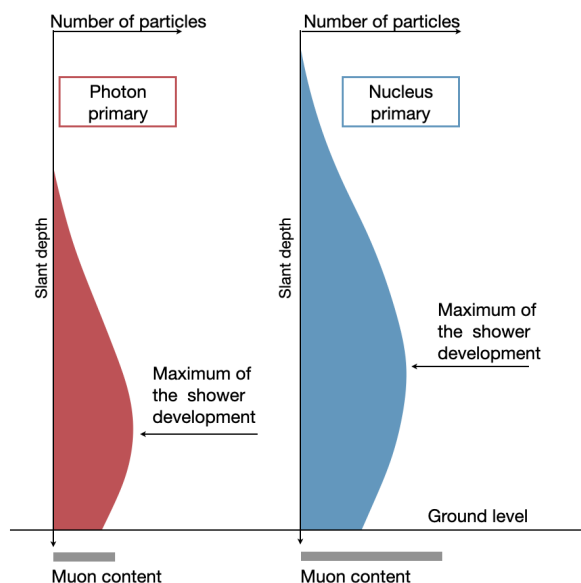 Number of particles
Number of particles
Photon
primary
Nucleus
primary
Slant depth
Slant depth
Maximum of
the shower
development
Maximum of
the shower
development
Ground level
Muon content
Muon content